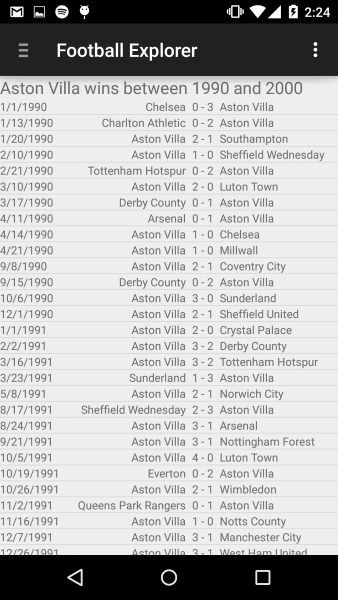 2:24
Football Explorer
Aston Villa wins between 1990 and 2000
1/1/1990 Chelsea 0 - 3 Aston Villa
1/13/1990 Charlton Athletic 0 - 2 Aston Villa
1/20/1990 Aston Villa 2 - 1 Southampton
2/10/1990 Aston Villa 1 - 0 Sheffield Wednesday
2/21/1990 Tottenham Hotspur 0 - 2 Aston Villa
3/10/1990 Aston Villa 2 - 0 Luton Town
3/17/1990 Derby County 0 - 1 Aston Villa
4/11/1990 Arsenal 0 - 1 Aston Villa
4/14/1990 Aston Villa 1 - 0 Chelsea
4/21/1990 Aston Villa 1 - 0 Millwall
9/8/1990 Aston Villa 2 - 1 Coventry City
9/15/1990 Derby County 0 - 2 Aston Villa
10/6/1990 Aston Villa 3 - 0 Sunderland
12/1/1990 Aston Villa 2 - 1 Sheffield United
1/1/1991 Aston Villa 2 - 0 Crystal Palace
2/2/1991 Aston Villa 3 - 2 Derby County
3/16/1991 Aston Villa 3 - 2 Tottenham Hotspur
3/23/1991 Sunderland 1 - 3 Aston Villa
5/8/1991 Aston Villa 2 - 1 Norwich City
8/17/1991 Sheffield Wednesday 2 - 3 Aston Villa
8/24/1991 Aston Villa 3 - 1 Arsenal
9/21/1991 Aston Villa 3 - 1 Nottingham Forest
10/5/1991 Aston Villa 4 - 0 Luton Town
10/19/1991 Everton 0 - 2 Aston Villa
10/26/1991 Aston Villa 2 - 1 Wimbledon
11/2/1991 Queens Park Rangers 0 - 1 Aston Villa
11/16/1991 Aston Villa 1 - 0 Notts County
12/7/1991 Aston Villa 3 - 1 Manchester City
12/26/1991 Aston Villa 3 - 1 West Ham United